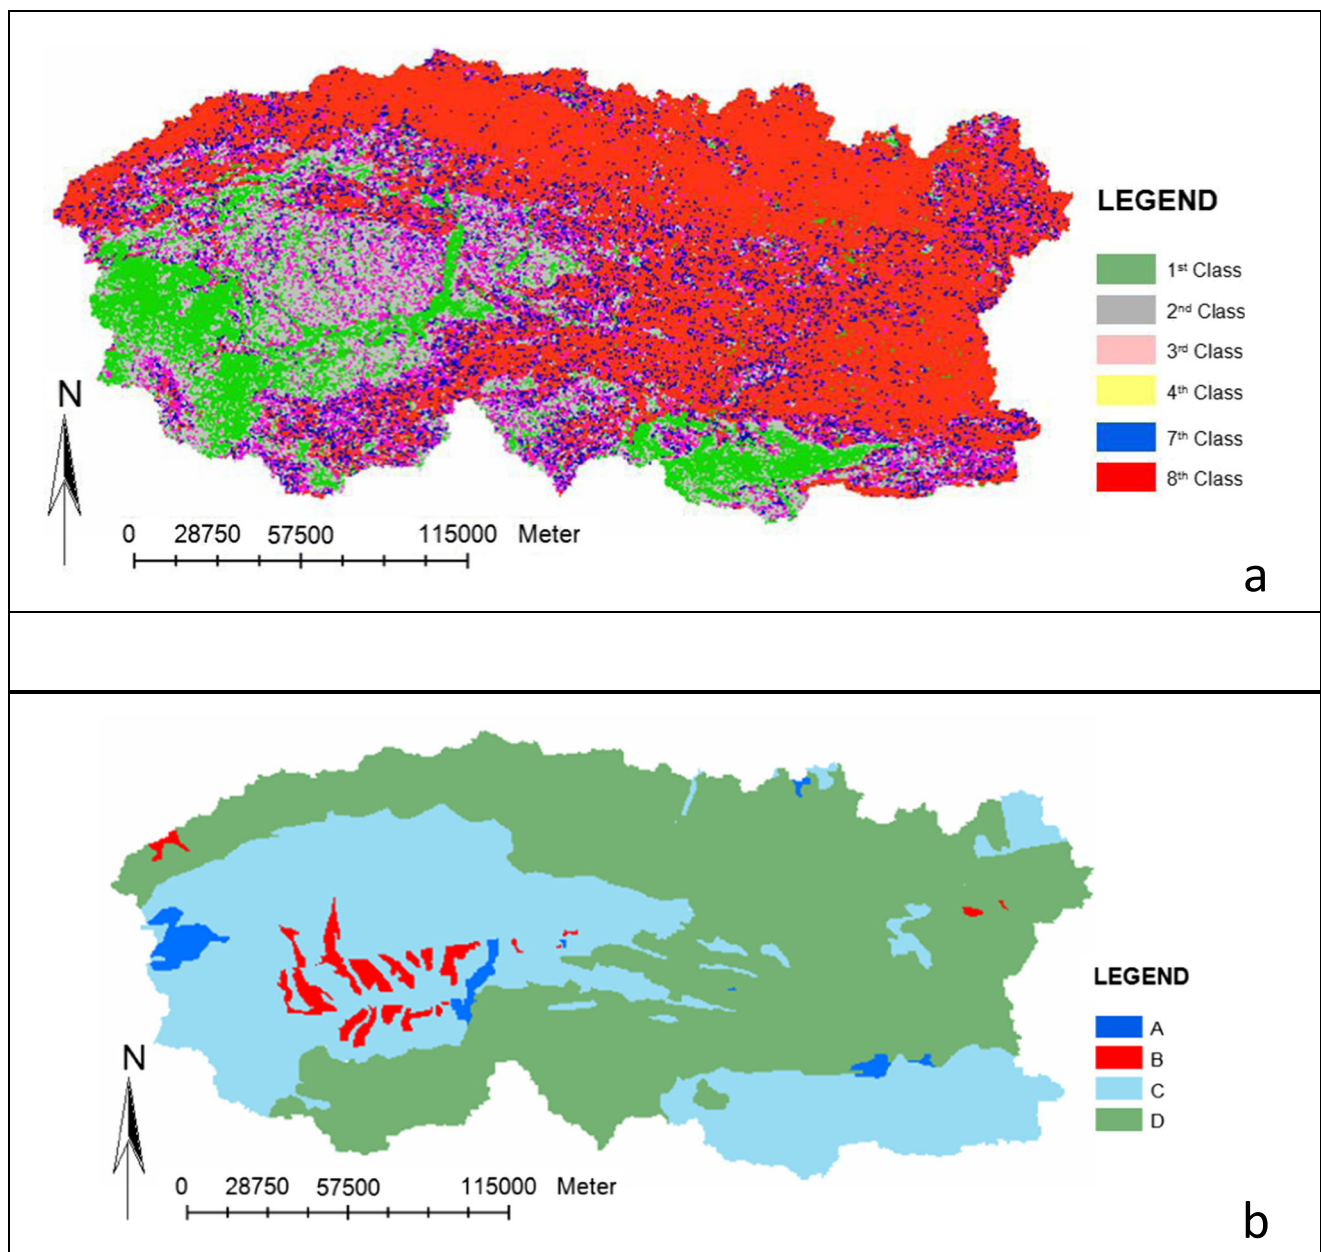 LEGEND
1st Class
2nd Class
3rd Class
4th Class
7th Class
8th Class
N
0 28750 57500 115000 Meter
a
LEGEND
A
B
C
D
N
0 28750 57500 115000 Meter
b